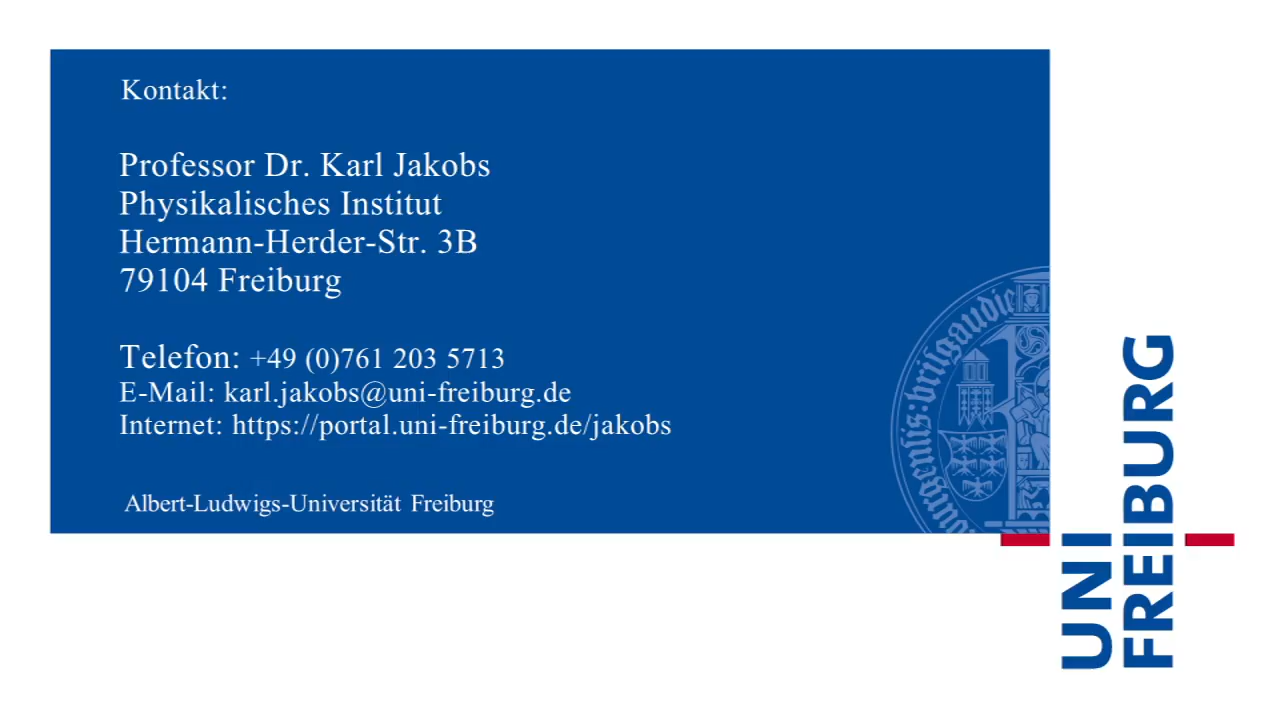 Kontakt:
Professor Dr. Karl Jakobs
Physikalisches Institut
Hermann-Herder-Str. 3B
79104 Freiburg
Telefon: +49 (0)761 203 5713
E-Mail: karl.jakobs@uni-freiburg.de
Internet: https://portal.uni-freiburg.de/jakobs
Albert-Ludwigs-Universität Freiburg
UNI
FREIBURG